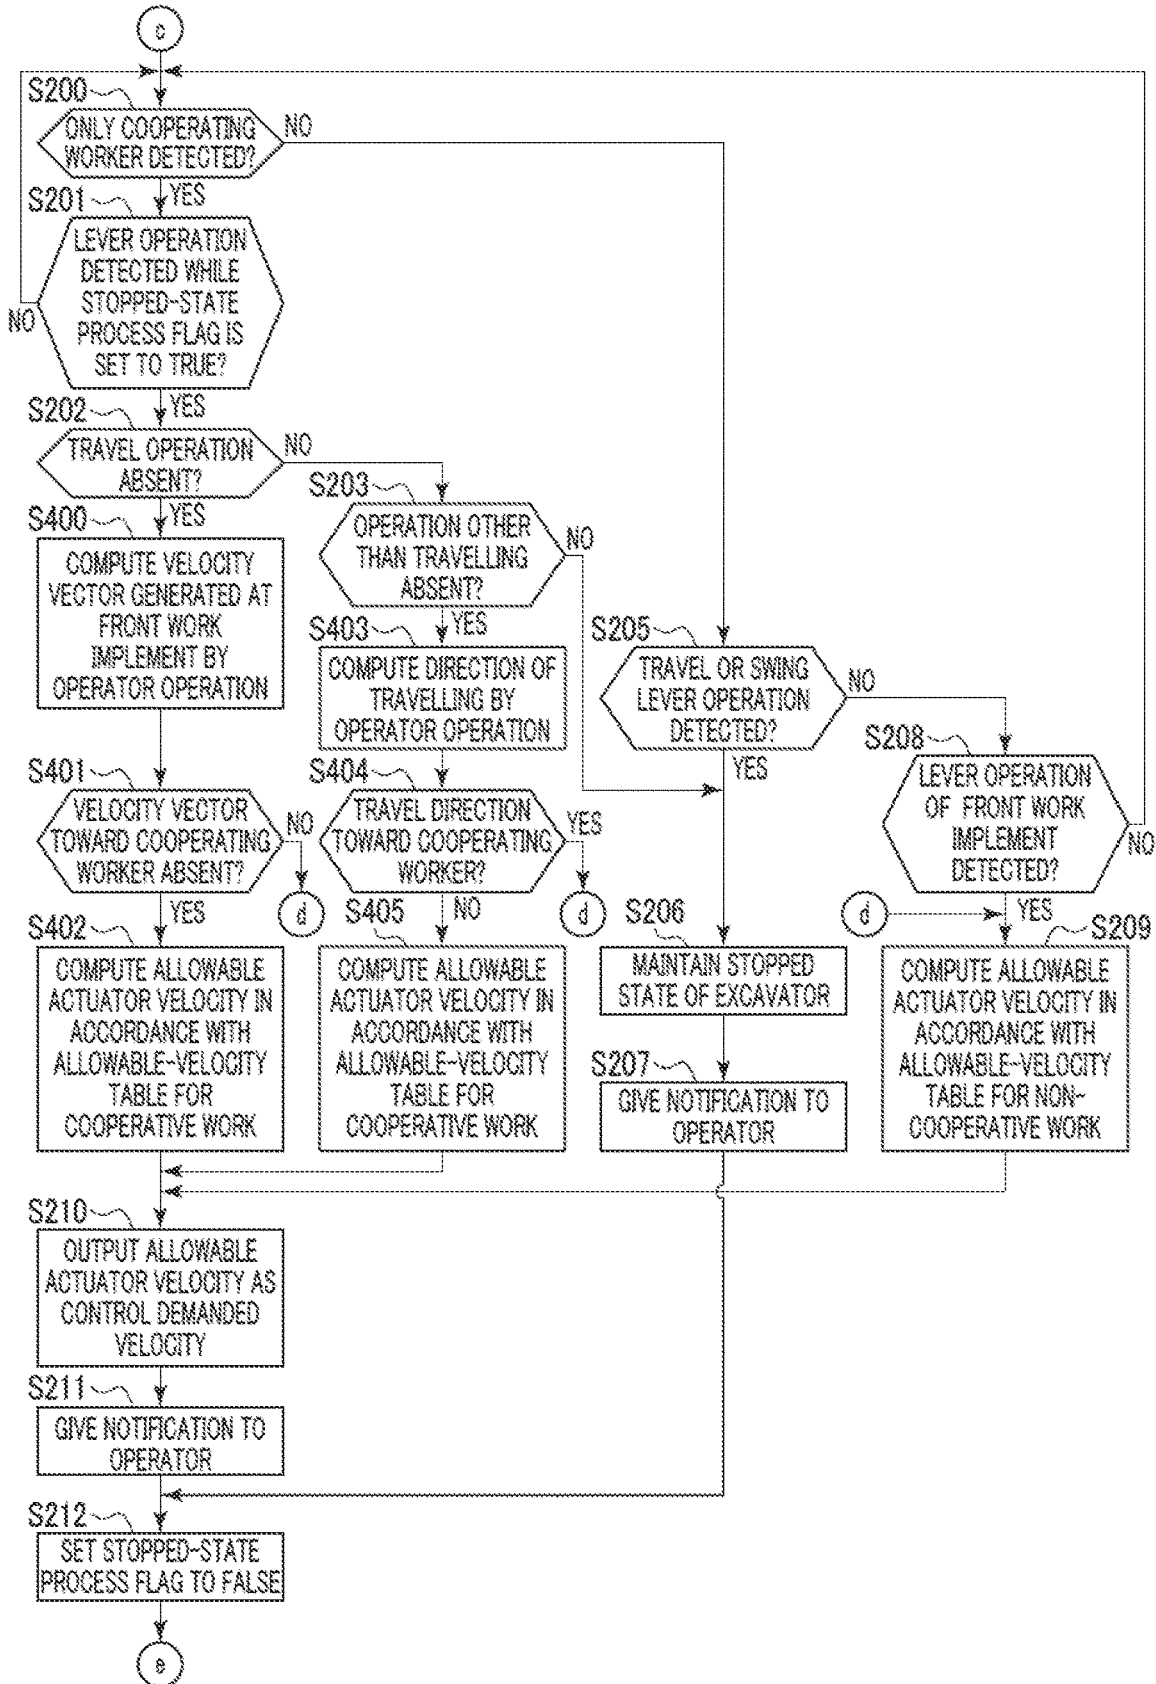 c
S200
ONLY COOPERATING
WORKER DETECTED?
NO
YES
S201
LEVER OPERATION
DETECTED WHILE
STOPPED-STATE
PROCESS FLAG IS
SET TO TRUE?
NO
YES
S202
TRAVEL OPERATION
ABSENT?
NO
YES
S400
COMPUTE VELOCITY
VECTOR GENERATED AT
FRONT WORK
IMPLEMENT BY
OPERATOR OPERATION
S401
VELOCITY VECTOR
TOWARD COOPERATING
WORKER ABSENT?
NO
d
YES
S402
COMPUTE ALLOWABLE
ACTUATOR VELOCITY IN
ACCORDANCE WITH
ALLOWABLE-VELOCITY
TABLE FOR
COOPERATIVE WORK
S203
OPERATION OTHER
THAN TRAVELLING
ABSENT?
NO
YES
S403
COMPUTE DIRECTION OF
TRAVELLING BY
OPERATOR OPERATION
S404
TRAVEL DIRECTION
TOWARD COOPERATING
WORKER?
YES
d
NO
S405
COMPUTE ALLOWABLE
ACTUATOR VELOCITY IN
ACCORDANCE WITH
ALLOWABLE-VELOCITY
TABLE FOR
COOPERATIVE WORK
S205
TRAVEL OR SWING
LEVER OPERATION
DETECTED?
NO
YES
S206
MAINTAIN STOPPED
STATE OF EXCAVATOR
S207
GIVE NOTIFICATION TO
OPERATOR
S208
LEVER OPERATION
OF FRONT WORK
IMPLEMENT
DETECTED?
NO
YES
d
S209
COMPUTE ALLOWABLE
ACTUATOR VELOCITY IN
ACCORDANCE WITH
ALLOWABLE-VELOCITY
TABLE FOR NON-
COOPERATIVE WORK
S210
OUTPUT ALLOWABLE
ACTUATOR VELOCITY AS
CONTROL DEMANDED
VELOCITY
S211
GIVE NOTIFICATION TO
OPERATOR
S212
SET STOPPED-STATE
PROCESS FLAG TO FALSE
e